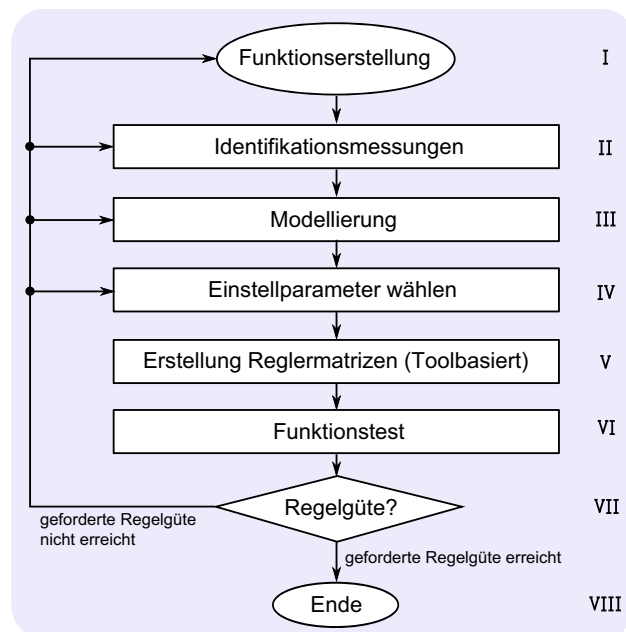 Funktionserstellung I
Identifikationsmessungen II
Modellierung III
Einstellparameter wählen IV
Erstellung Reglermatrizen (Toolbasiert) V
Funktionstest VI
Regelgüte? VII
geforderte Regelgüte
nicht erreicht
geforderte Regelgüte erreicht
Ende VIII